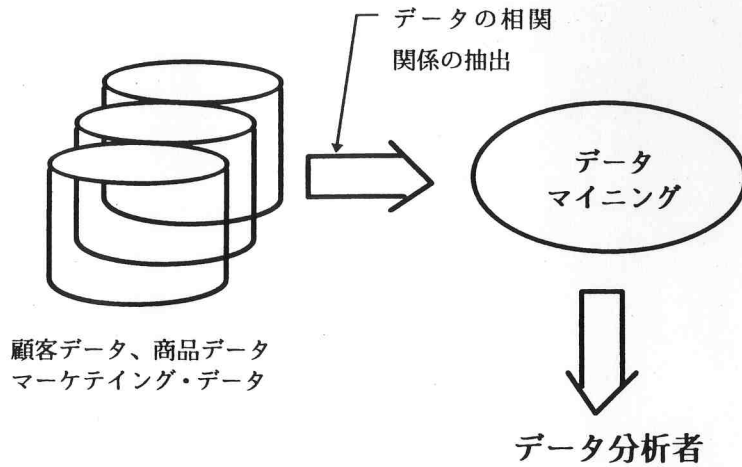 データの相関
関係の抽出
データ
マイニング
顧客データ、商品データ
マーケテイング・データ
データ分析者